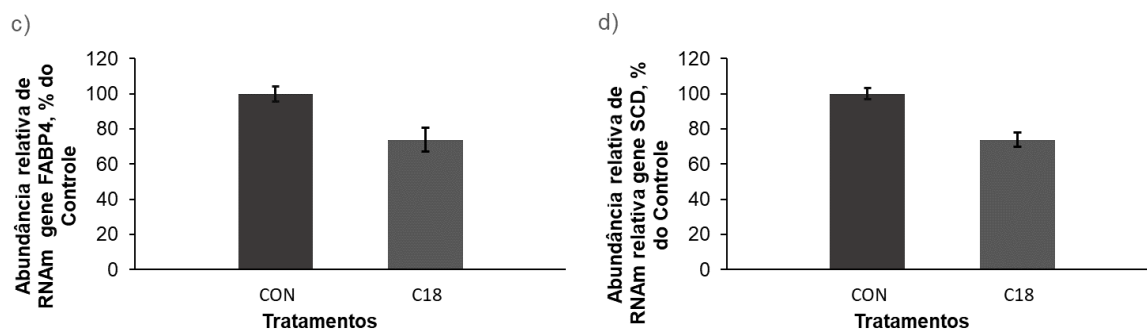 c)
Abundância relativa de
RNAm gene FABP4, % do
Controle
120
100
80
60
40
20
0
CON
C18
Tratamentos
d)
Abundância relativa de
RNAm relativa gene SCD, %
do Controle
120
100
80
60
40
20
0
CON
C18
Tratamentos